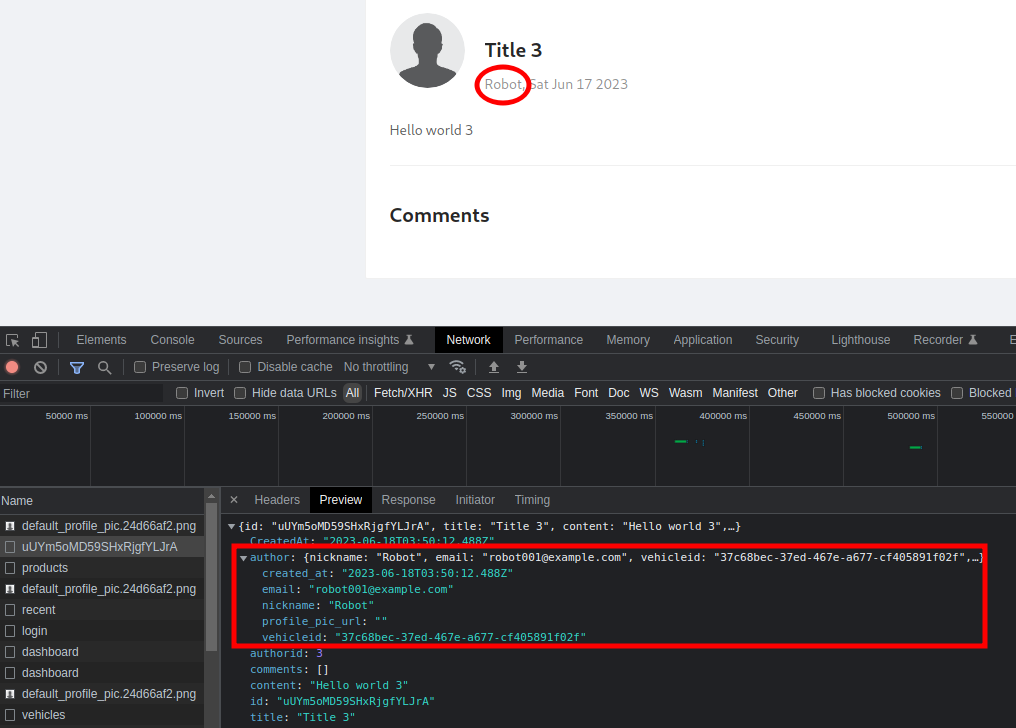 Title 3
Robot, Sat Jun 17 2023
Hello world 3
Comments
Elements Console Sources Performance insights Network Performance Memory Application Security Lighthouse Recorder E
Preserve log Disable cache No throttling
Filter Invert Hide data URLs All Fetch/XHR JS CSS Img Media Font Doc WS Wasm Manifest Other Has blocked cookies Blocked
50000 ms 100000 ms 150000 ms 200000 ms 250000 ms 300000 ms 350000 ms 400000 ms 450000 ms 500000 ms 550000
Name × Headers Preview Response Initiator Timing
default_profile_pic.24d66af2.png
uUYm5oMD59SHxRjgfYLJrA
products
default_profile_pic.24d66af2.png
recent
login
dashboard
dashboard
default_profile_pic.24d66af2.png
vehicles
{id: "uUYm5oMD59SHxRjgfYLJrA", title: "Title 3", content: "Hello world 3",…}
CreatedAt: "2023-06-18T03:50:12.488Z"
author: {nickname: "Robot", email: "robot001@example.com", vehicleid: "37c68bec-37ed-467e-a677-cf405891f02f",…}
created_at: "2023-06-18T03:50:12.488Z"
email: "robot001@example.com"
nickname: "Robot"
profile_pic_url: ""
vehicleid: "37c68bec-37ed-467e-a677-cf405891f02f"
authorid: 3
comments: []
content: "Hello world 3"
id: "uUYm5oMD59SHxRjgfYLJrA"
title: "Title 3"